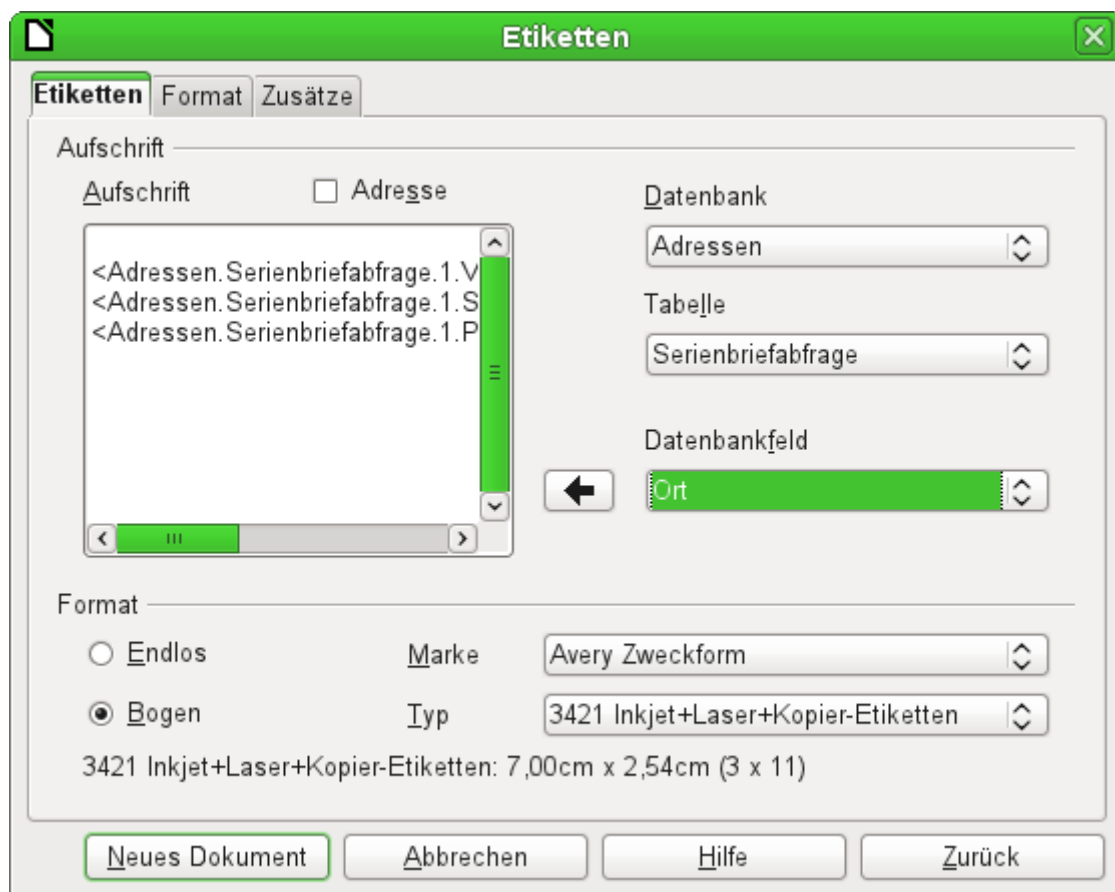 Etiketten
Etiketten Format Zusätze
Aufschrift
Aufschrift Adresse
<Adressen.Serienbriefabfrage.1.V
<Adressen.Serienbriefabfrage.1.S
<Adressen.Serienbriefabfrage.1.P
Datenbank
Adressen
Tabelle
Serienbriefabfrage
Datenbankfeld
Ort
Format
Endlos
Marke Avery Zweckform
Bogen
Typ 3421 Inkjet+Laser+Kopier-Etiketten
3421 Inkjet+Laser+Kopier-Etiketten: 7,00cm x 2,54cm (3 x 11)
Neues Dokument Abbrechen Hilfe Zurück